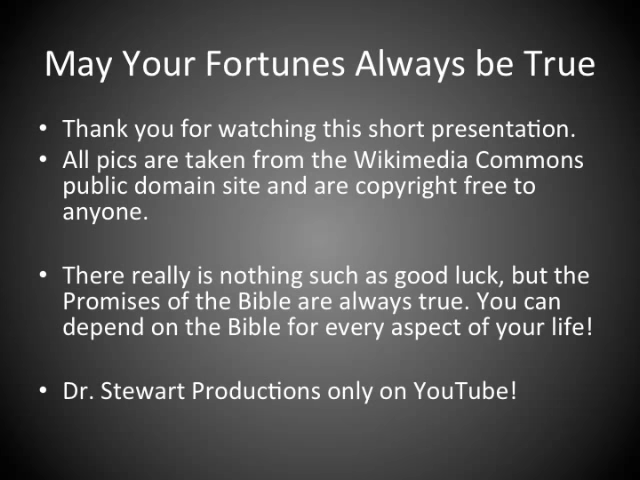 May Your Fortunes Always be True
• Thank you for watching this short presentation.
• All pics are taken from the Wikimedia Commons
public domain site and are copyright free to
anyone.
• There really is nothing such as good luck, but the
Promises of the Bible are always true. You can
depend on the Bible for every aspect of your life!
• Dr. Stewart Productions only on YouTube!